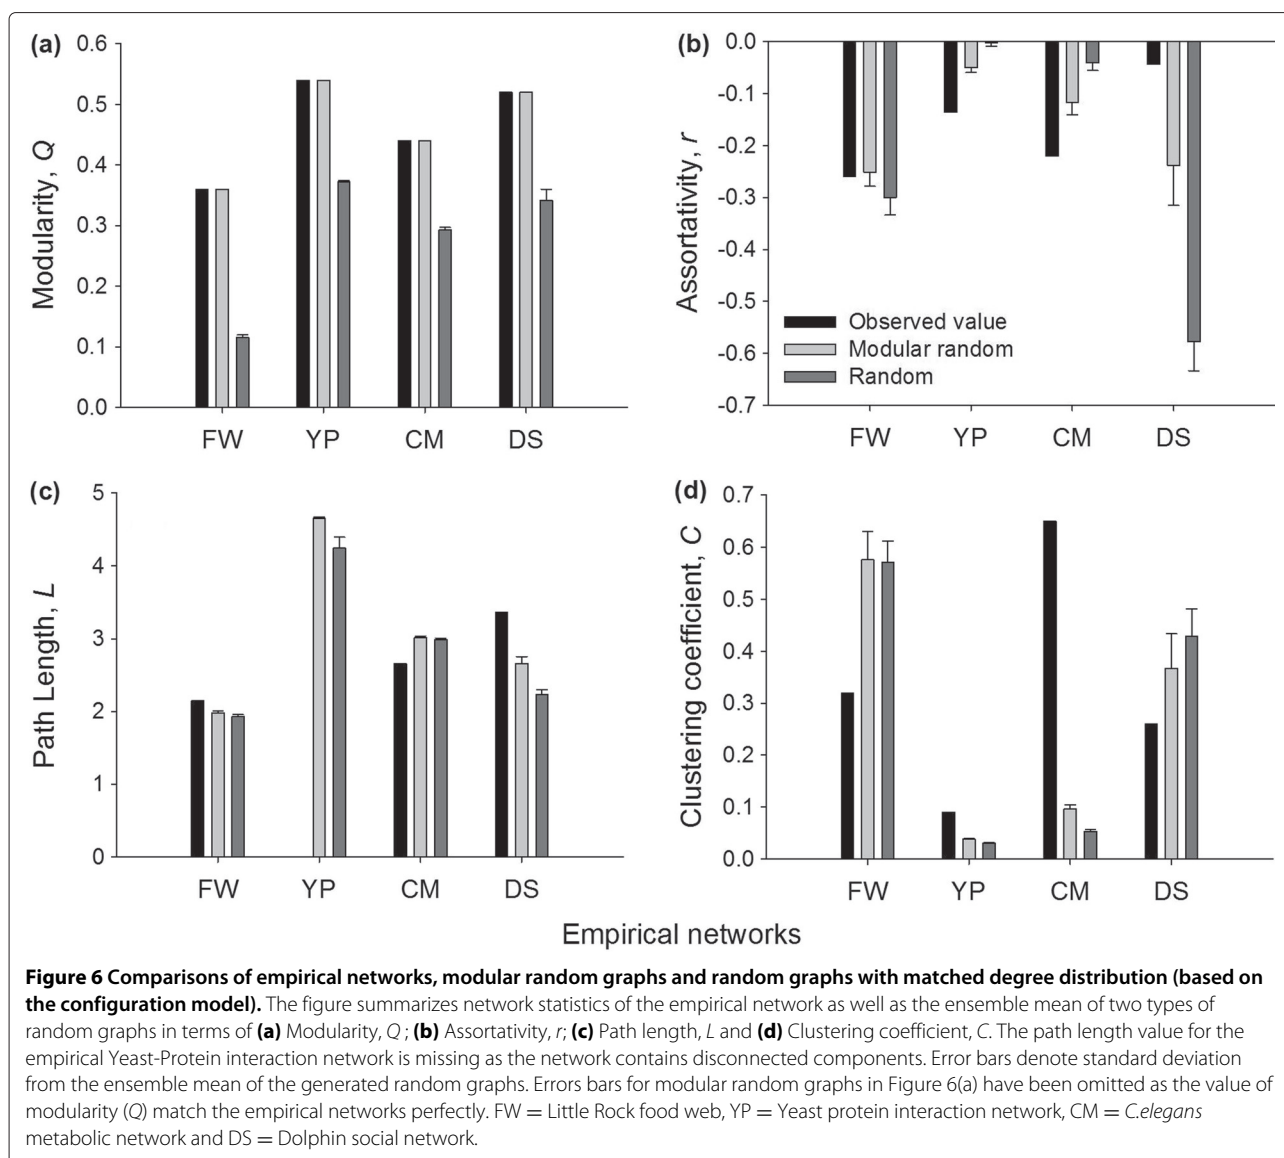 (a)
0.6
0.5
0.4
0.3
0.2
0.1
0.0
Modularity, Q
FW YP CM DS
(b)
0.0
-0.1
-0.2
-0.3
-0.4
-0.5
-0.6
-0.7
Assortativity, r
Observed value
Modular random
Random
FW YP CM DS
(c)
5
4
3
2
1
0
Path Length, L
FW YP CM DS
(d)
0.7
0.6
0.5
0.4
0.3
0.2
0.1
0.0
Clustering coefficient, C
FW YP CM DS
Empirical networks
Figure 6 Comparisons of empirical networks, modular random graphs and random graphs with matched degree distribution (based on
the configuration model). The figure summarizes network statistics of the empirical network as well as the ensemble mean of two types of
random graphs in terms of (a) Modularity, Q ; (b) Assortativity, r; (c) Path length, L and (d) Clustering coefficient, C. The path length value for the
empirical Yeast-Protein interaction network is missing as the network contains disconnected components. Error bars denote standard deviation
from the ensemble mean of the generated random graphs. Errors bars for modular random graphs in Figure 6(a) have been omitted as the value of
modularity (Q) match the empirical networks perfectly. FW = Little Rock food web, YP = Yeast protein interaction network, CM = C.elegans
metabolic network and DS = Dolphin social network.